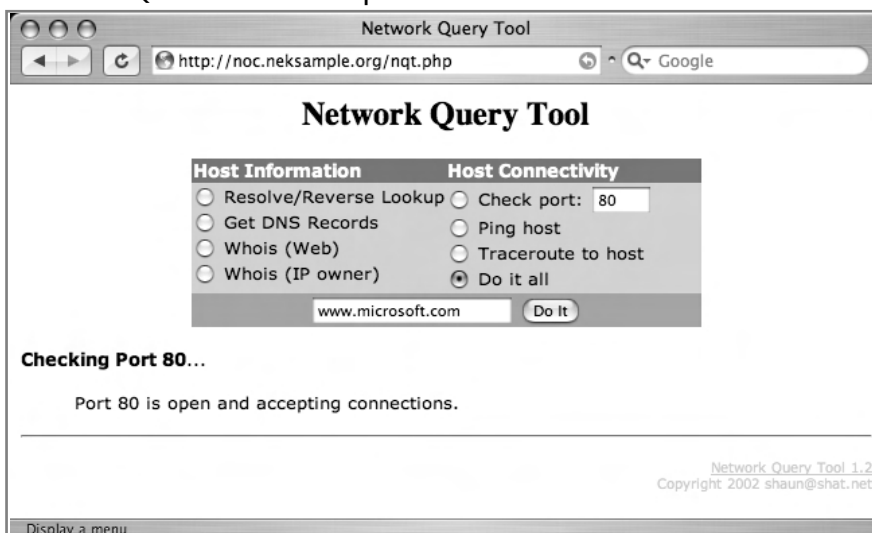 Network Query Tool
http://noc.neksample.org/nqt.php
Google
Network Query Tool
Host Information Host Connectivity
Resolve/Reverse Lookup Check port: 80
Get DNS Records Ping host
Whois (Web) Traceroute to host
Whois (IP owner) Do it all
www.microsoft.com Do It
Checking Port 80...
Port 80 is open and accepting connections.
Network Query Tool 1.2
Copyright 2002 shaun@shat.net
Display a menu